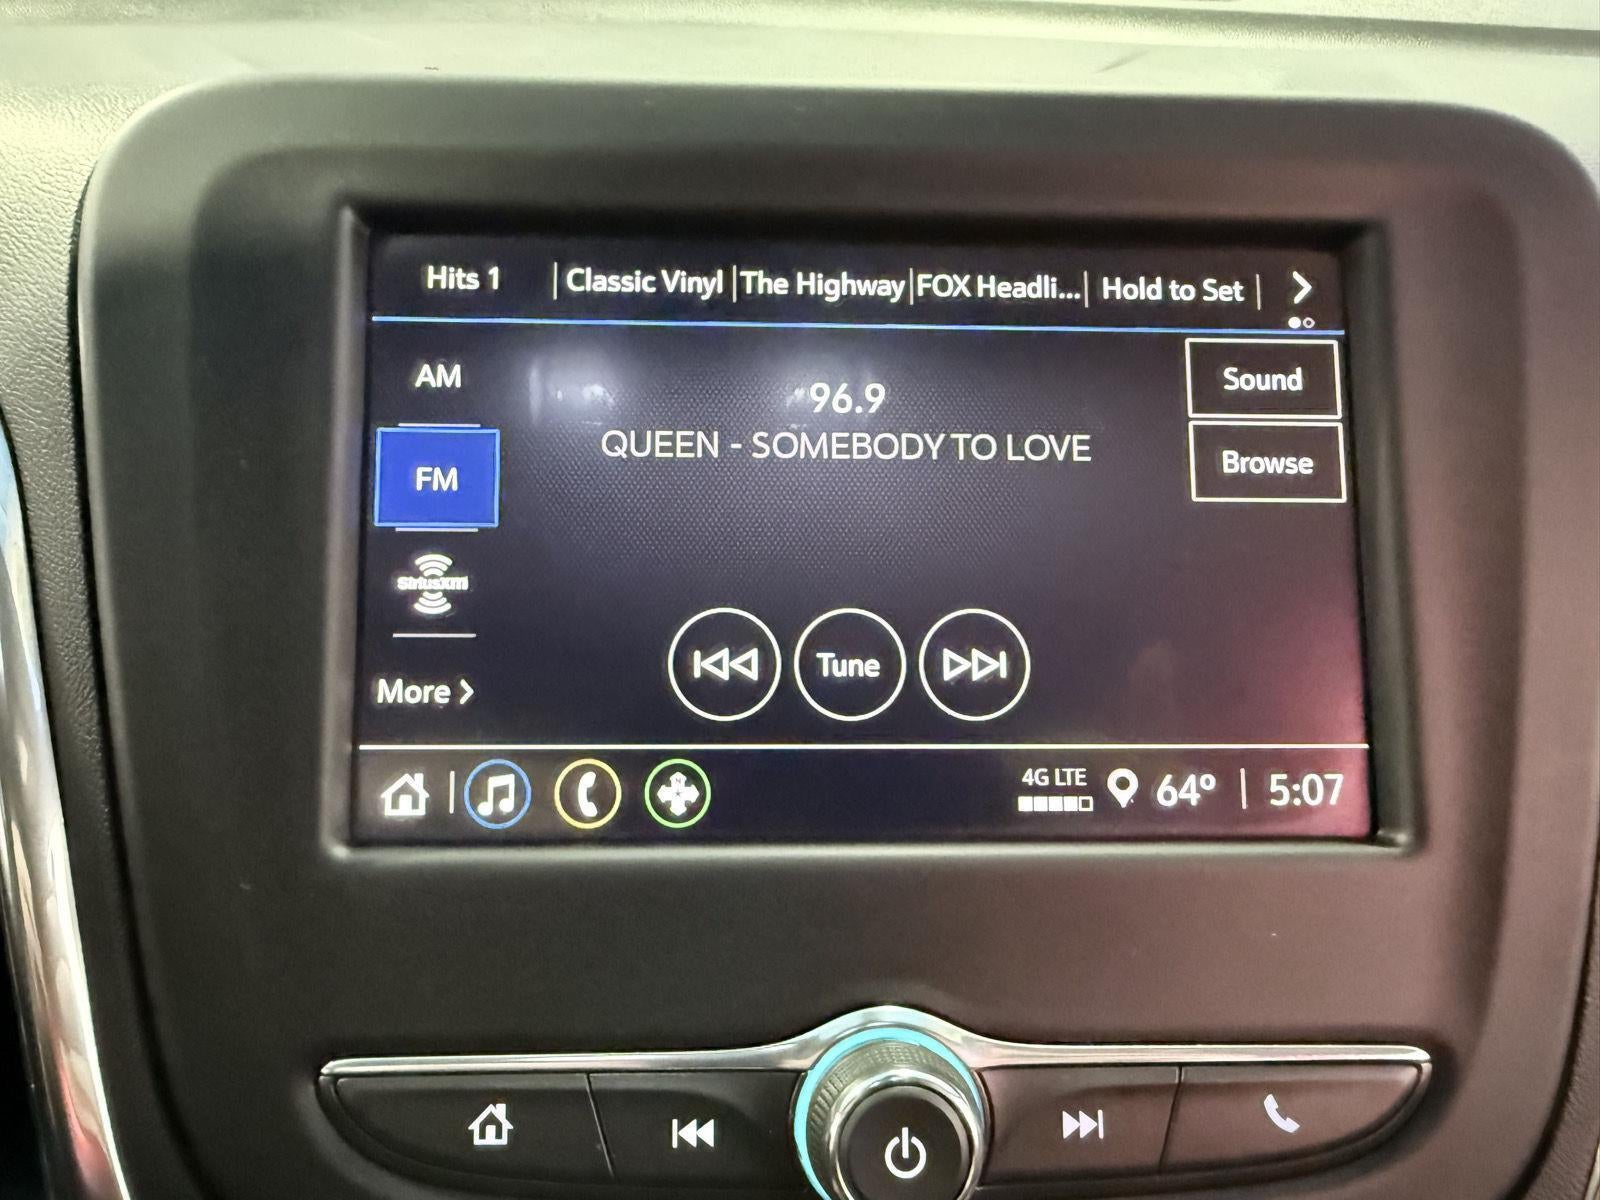 Hits 1 | Classic Vinyl | The Highway | FOX Headli... | Hold to Set |
AM
96.9
Sound
QUEEN - SOMEBODY TO LOVE
FM
Browse
SiriusXM
Tune
More
N
4G LTE
64° | 5:07